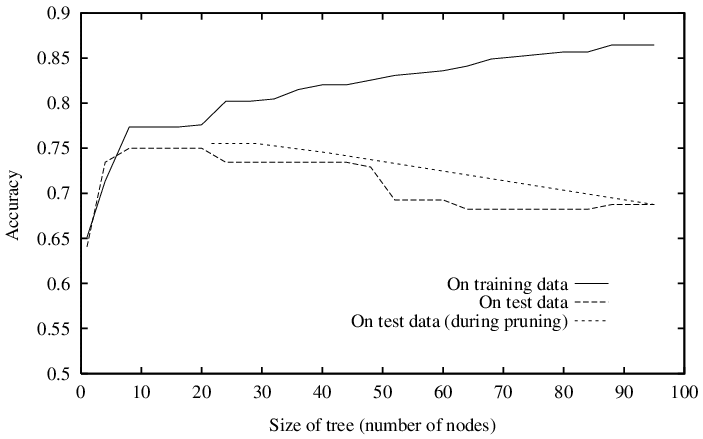 0.9
0.85
0.8
0.75
0.7
0.65
0.6
0.55
0.5
Accuracy
On training data
On test data
On test data (during pruning)
0 10 20 30 40 50 60 70 80 90 100
Size of tree (number of nodes)